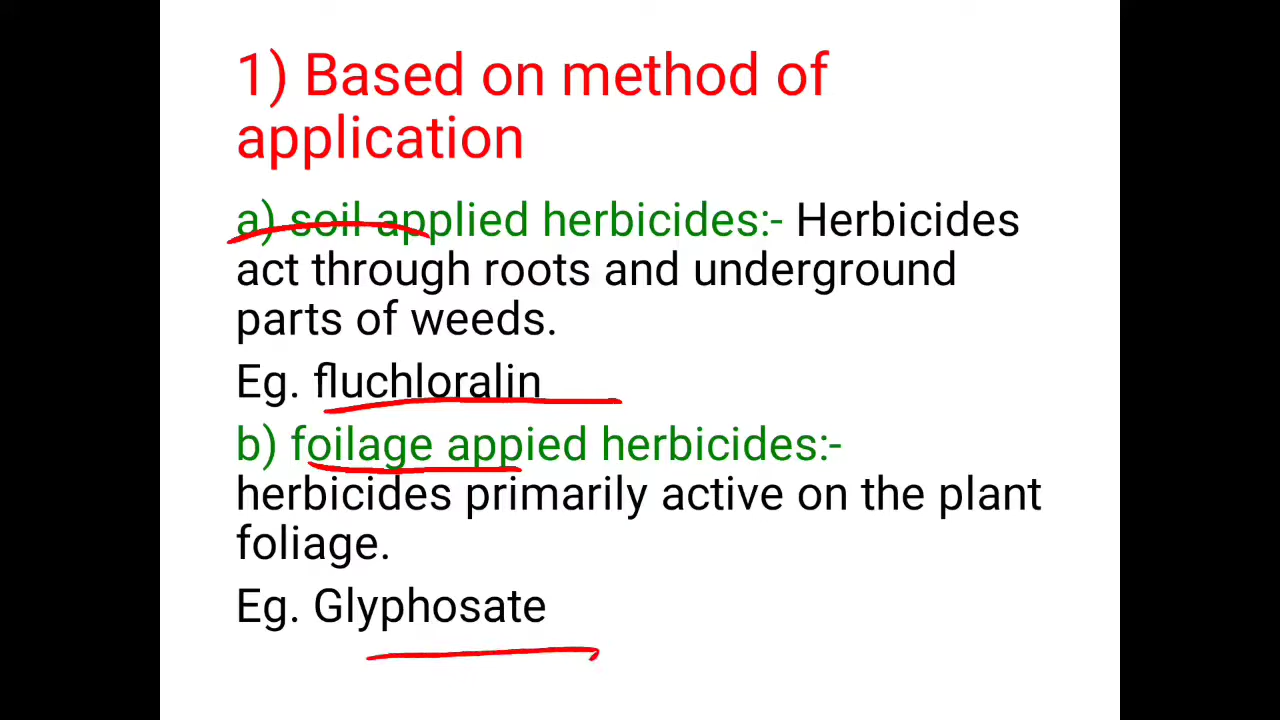 1) Based on method of
application
a) soil applied herbicides:- Herbicides
act through roots and underground
parts of weeds.
Eg. fluchloralin
b) foilage appied herbicides:-
herbicides primarily active on the plant
foliage.
Eg. Glyphosate